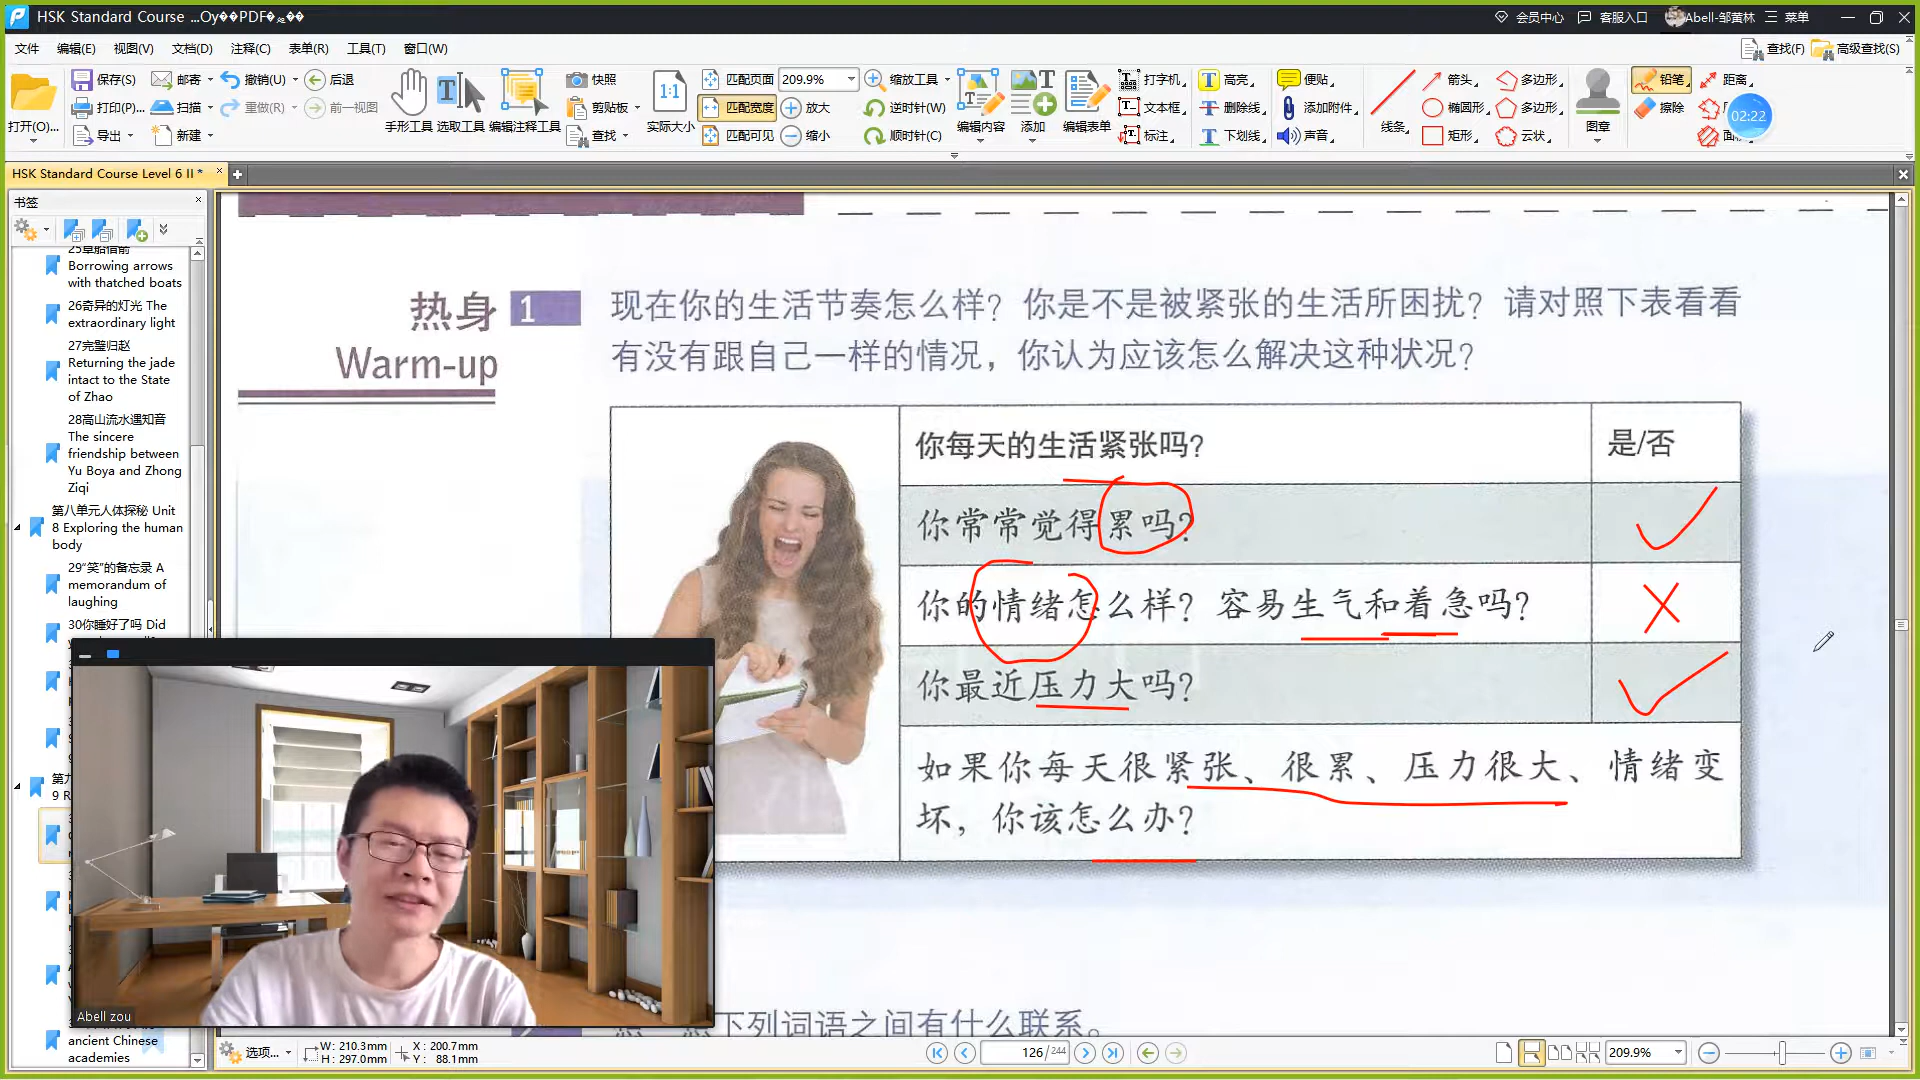 HSK Standard Course ...Oy��PDF�ޖ��
会员中心
客服入口
Abell-邹茜林
菜单
文件
编辑(E)
视图(V)
文档(D)
注释(C)
表单(R)
工具(T)
窗口(W)
查找(F)
高级查找(S)
打开(O)...
保存(S)
邮寄
撤销(U)
后退
打印(P)...
扫描
重做(R)
前一视图
导出
新建
手形工具
选取工具
编辑注释工具
快照
剪贴板
查找
1:1
实际大小
匹配页面
209.9%
匹配宽度
放大
匹配可见
缩小
缩放工具
逆时针(W)
顺时针(C)
编辑内容
添加
编辑表单
打字机
文本框
标注
高亮
删除线
下划线
便贴
添加附件
声音
线条
箭头
椭圆形
矩形
多边形
多边形
云状
图章
铅笔
擦除
距离
02:22
HSK Standard Course Level 6 II *
书签
25草船借箭
Borrowing arrows
with thatched boats
26奇异的灯光 The
extraordinary light
27完璧归赵
Returning the jade
intact to the State
of Zhao
28高山流水遇知音
The sincere
friendship between
Yu Boya and Zhong
Ziqi
第八单元人体探秘 Unit
8 Exploring the human
body
29“笑”的备忘录 A
memorandum of
laughing
30你睡好了吗 Did
ancient Chinese
academies
热身 1
Warm-up
现在你的生活节奏怎么样？你是不是被紧张的生活所困扰？请对照下表看看
有没有跟自己一样的情况，你认为应该怎么解决这种状况？
你每天的生活紧张吗？
是/否
你常常觉得累吗？
你的情绪怎么样？容易生气和着急吗？
你最近压力大吗？
如果你每天很紧张、很累、压力很大、情绪变
坏，你该怎么办？
下列词语之间有什么联系。
Abell zou
选项...
W: 210.3mm
H: 297.0mm
X : 200.7mm
Y : 88.1mm
126/244
209.9%